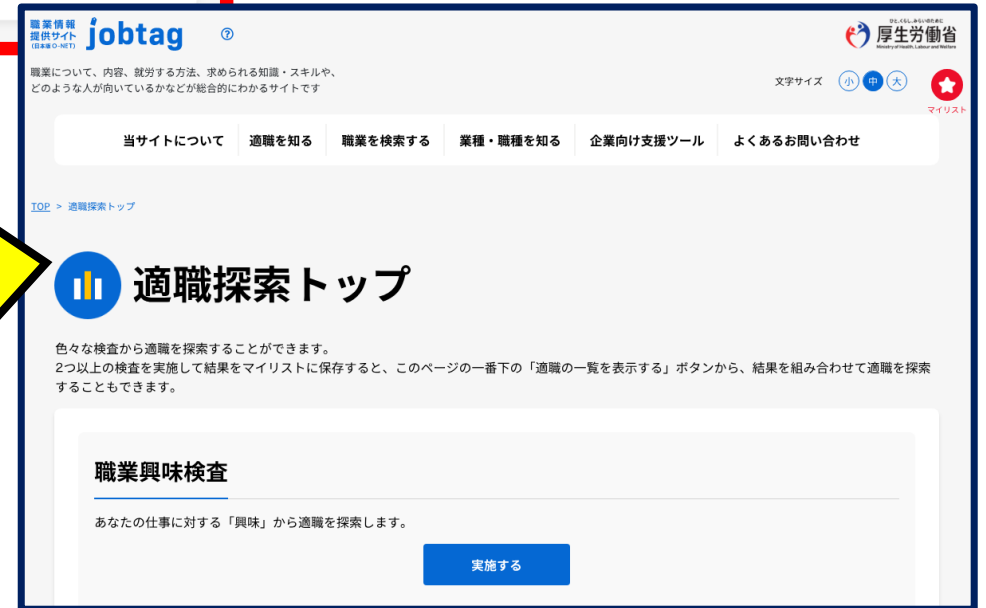 職業情報
提供サイト
(日本版O-NET)
jobtag
?
ひと、くらし、みらいのために
厚生労働省
Ministry of Health, Labour and Welfare
職業について、内容、就労する方法、求められる知識・スキルや、
どのような人が向いているかなどが総合的にわかるサイトです
文字サイズ 小 中 大
マイリスト
当サイトについて 適職を知る 職業を検索する 業種・職種を知る 企業向け支援ツール よくあるお問い合わせ
TOP > 適職探索トップ
適職探索トップ
色々な検査から適職を探索することができます。
2つ以上の検査を実施して結果をマイリストに保存すると、このページの一番下の「適職の一覧を表示する」ボタンから、結果を組み合わせて適職を探索
することもできます。
職業興味検査
あなたの仕事に対する「興味」から適職を探索します。
実施する